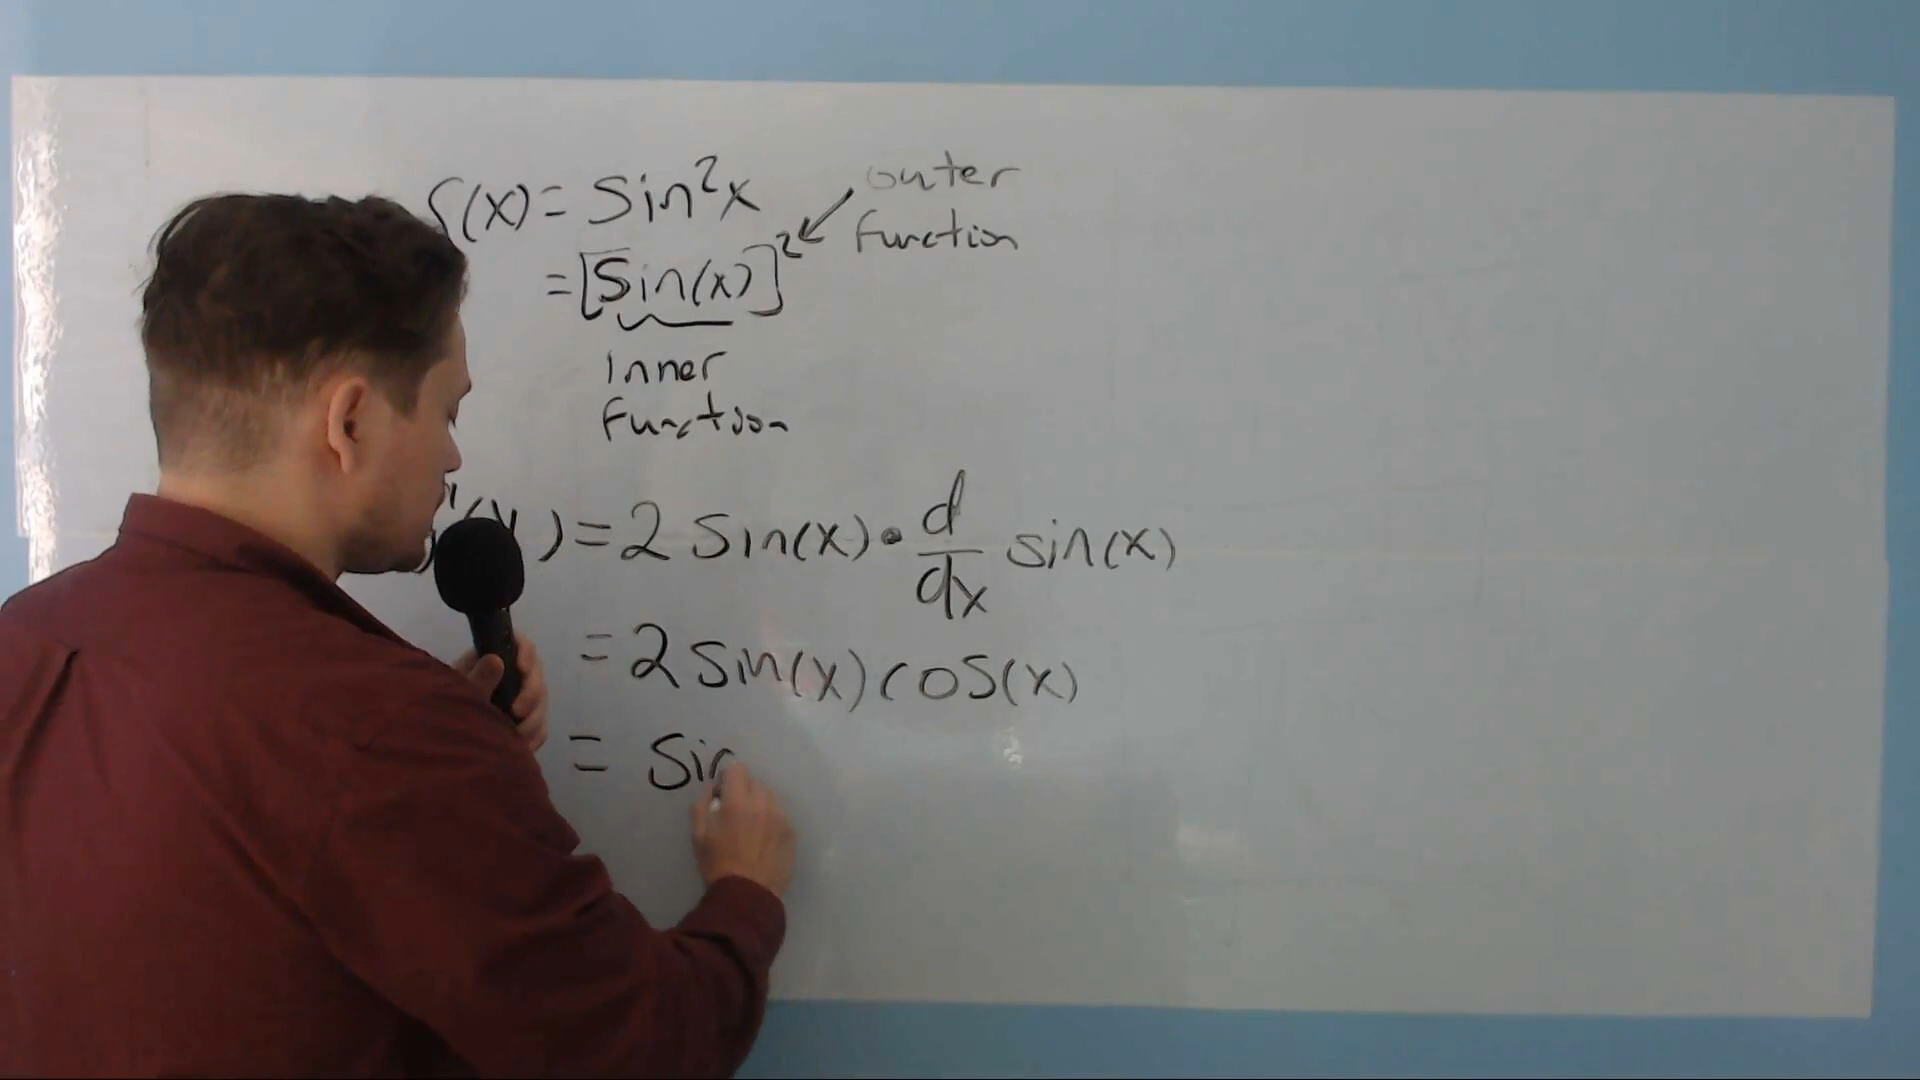 f(x) = Sin²x
= [Sin(x)]²
outer
Function
Inner
Function
f'(x) = 2 Sin(x) • d/dx sin(x)
= 2 Sin(x) cos(x)
= Sin